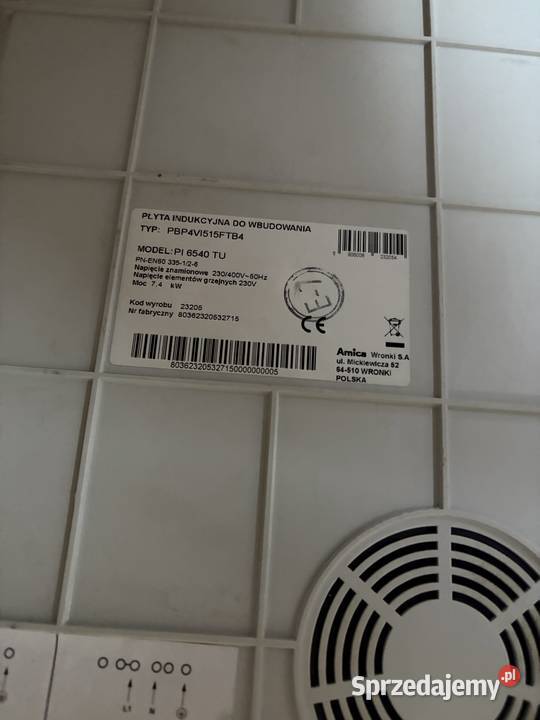 PŁYTA INDUKCYJNA DO WBUDOWANIA
TYP: PBP4VI515FTB4
MODEL: PI 6540 TU
PN-EN60 335-1/2-6
Napięcie znamionowe 230/400V~50Hz
Napięcie elementów grzejnych 230V
Moc 7,4 kW
Kod wyrobu 23205
Nr fabryczny 80362320532715
803623205327150000000005
CE
Amica Wronki S.A
ul. Mickiewicza 52
64-510 WRONKI
POLSKA
L1 N
Sprzedajemy.pl